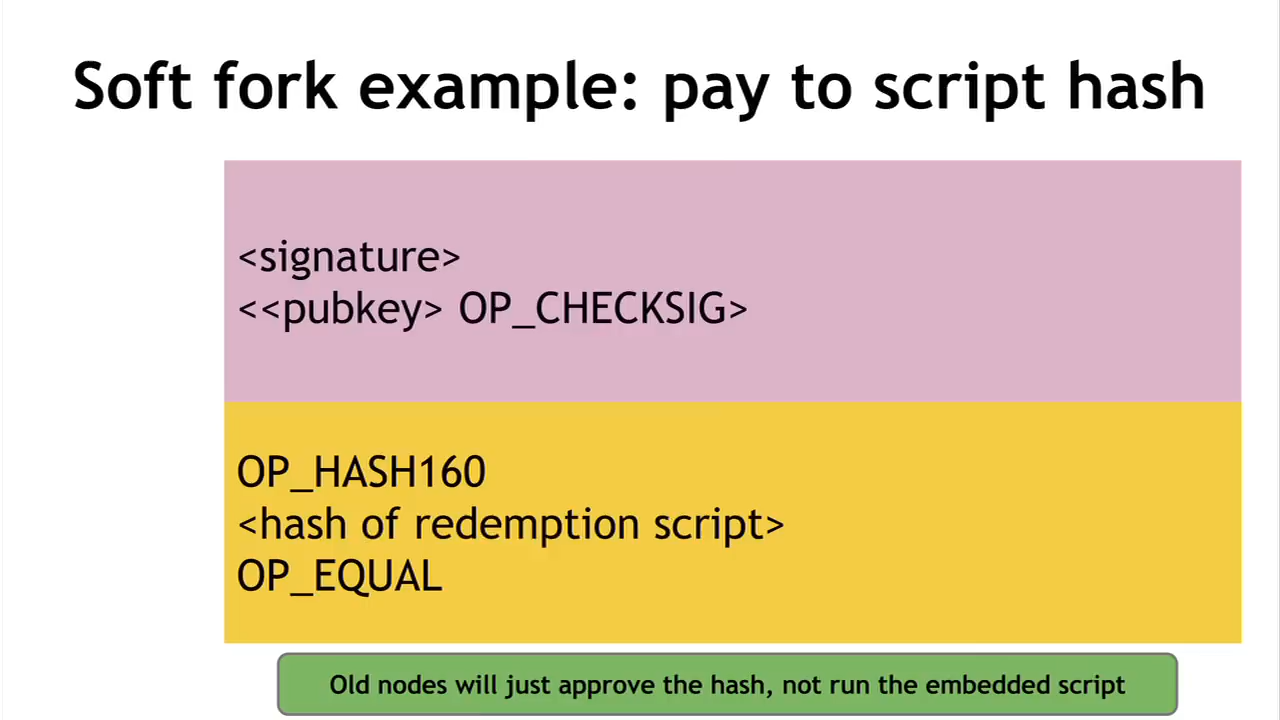 Soft fork example: pay to script hash
<signature>
<<pubkey> OP_CHECKSIG>
OP_HASH160
<hash of redemption script>
OP_EQUAL
Old nodes will just approve the hash, not run the embedded script